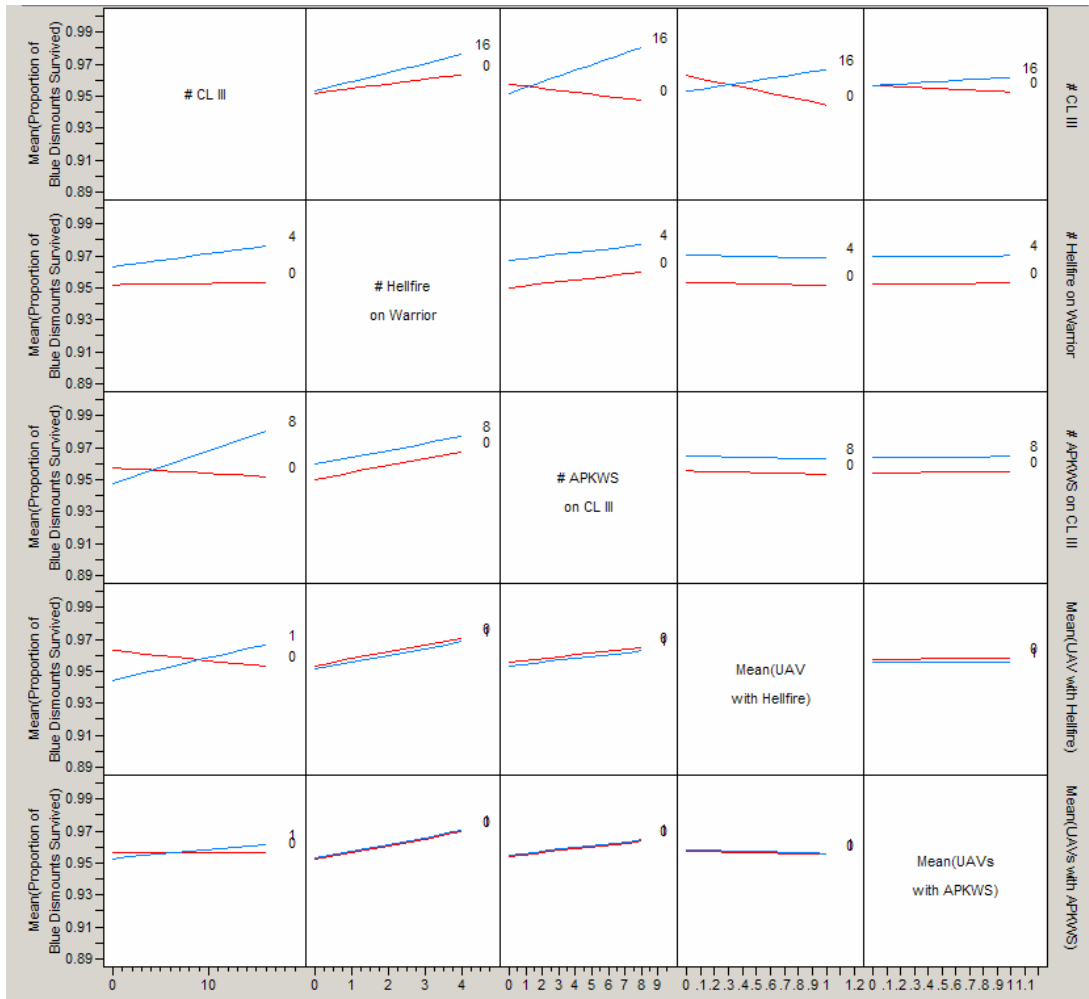 Mean(Proportion of
Blue Dismounts Survived)
0.99
0.97
0.95
0.93
0.91
0.89
# CL III
16
0
16
0
16
0
16
0
# CL III
Mean(Proportion of
Blue Dismounts Survived)
0.99
0.97
0.95
0.93
0.91
0.89
4
0
# Hellfire
on Warrior
4
0
4
0
4
0
# Hellfire on Warrior
Mean(Proportion of
Blue Dismounts Survived)
0.99
0.97
0.95
0.93
0.91
0.89
8
0
8
0
# APKWS
on CL III
8
0
8
0
# APKWS on CL III
Mean(Proportion of
Blue Dismounts Survived)
0.99
0.97
0.95
0.93
0.91
0.89
1
0
Mean(UAV
with Hellfire)
Mean(UAV
with Hellfire)
Mean(Proportion of
Blue Dismounts Survived)
0.99
0.97
0.95
0.93
0.91
0.89
1
0
Mean(UAVs
with APKWS)
Mean(UAVs
with APKWS)
0 10
0 1 2 3 4
0 1 2 3 4 5 6 7 8 9
0 .1.2.3.4.5.6.7.8.9 1 1.2
0 .1.2.3.4.5.6.7.8.911.1